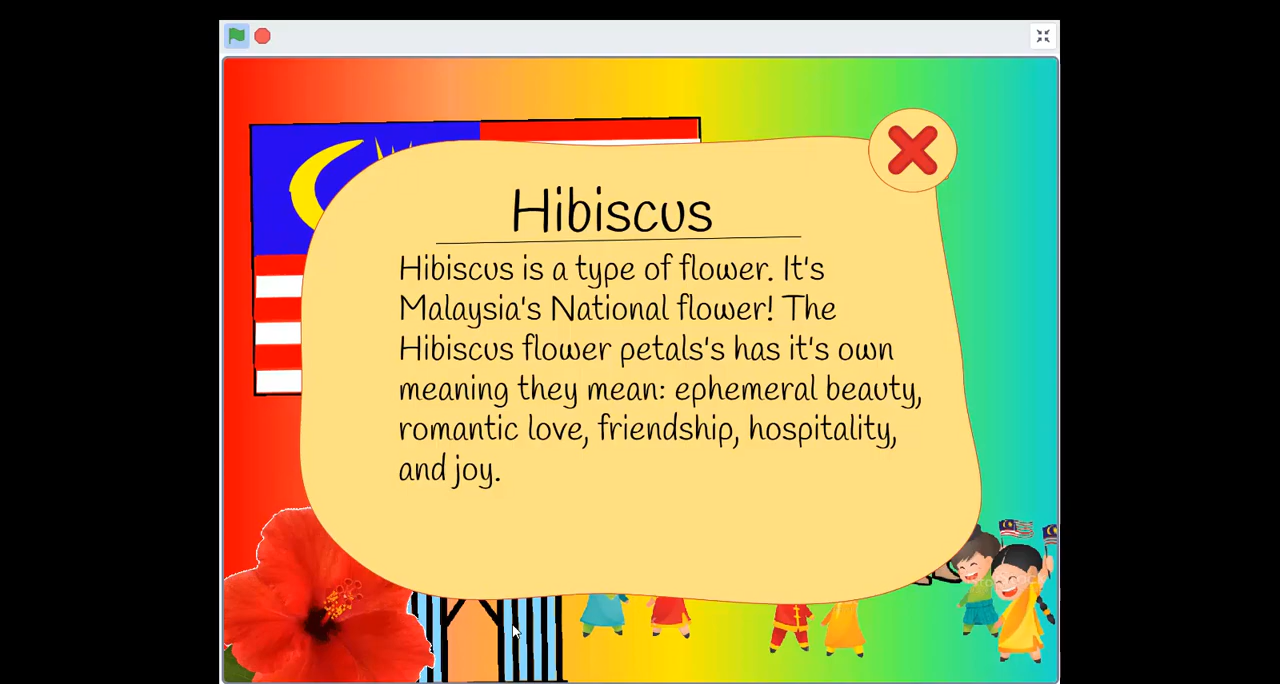 Hibiscus
Hibiscus is a type of flower. It's
Malaysia's National flower! The
Hibiscus flower petals's has it's own
meaning they mean: ephemeral beauty,
romantic love, friendship, hospitality,
and joy.